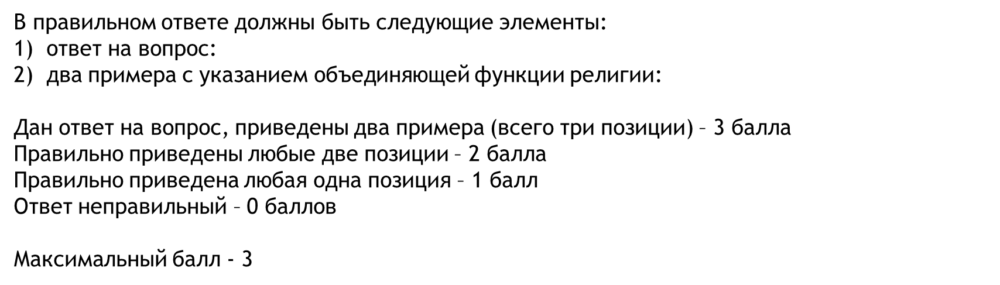 В правильном ответе должны быть следующие элементы:
1) ответ на вопрос:
2) два примера с указанием объединяющей функции религии:
Дан ответ на вопрос, приведены два примера (всего три позиции) – 3 балла
Правильно приведены любые две позиции – 2 балла
Правильно приведена любая одна позиция – 1 балл
Ответ неправильный – 0 баллов
Максимальный балл - 3